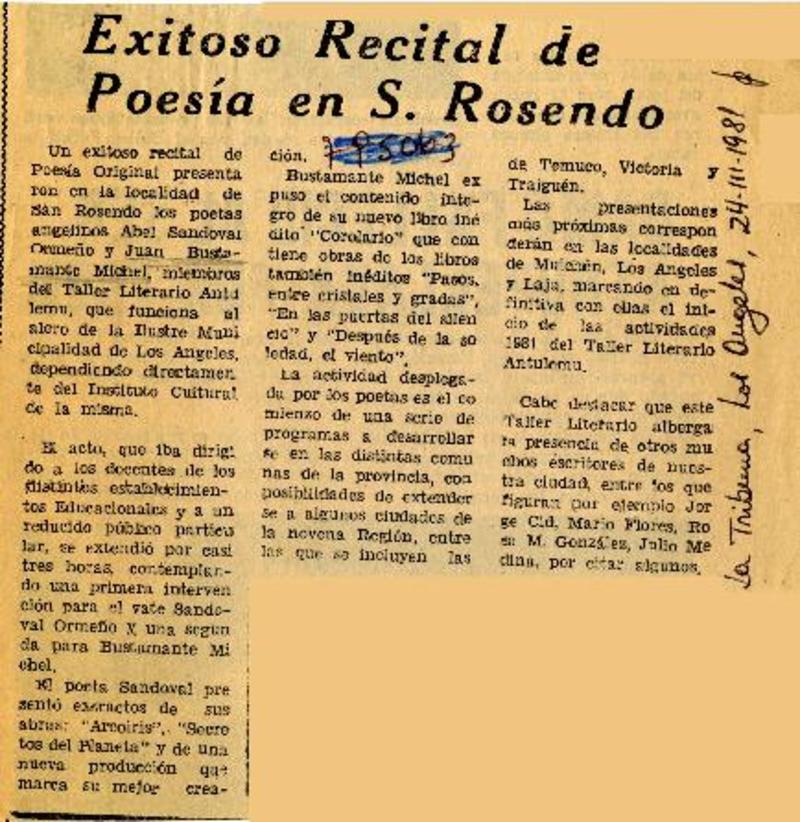 Exitoso Recital de
Poesía en S. Rosendo
Un exitoso recital de
Poesía Original presenta
ron en la localidad de
San Rosendo los poetas
angelinos Abel Sandoval
Ormeño y Juan Busta-
mante Michel, miembros
del Taller Literario Antu
lemu, que funciona al
alero de la Ilustre Muni
cipalidad de Los Angeles,
dependiendo directamen
te del Instituto Cultural
de la misma.
El acto, que iba dirigi
do a los docentes de los
distintos establecimien-
tos Educacionales y a un
reducido público particu
lar, se extendió por casi
tres horas, contemplan-
do una primera interven
ción para el vate Sando-
val Ormeño y una segun
da para Bustamante Mi
chel.
El poeta Sandoval pre
sentó extractos de sus
obras: "Arcoiris", "Secre
tos del Planeta" y de una
nueva producción que
marca su mejor crea-
ción.
Bustamante Michel ex
puso el contenido ínte-
gro de su nuevo libro iné
dito "Corolario" que con
tiene obras de los libros
también inéditos "Pasos,
entre cristales y gradas",
"En las puertas del silen
cio" y "Después de la so
ledad, el viento".
La actividad desplega-
da por los poetas es el co
mienzo de una serie de
programas a desarrollar
se en las distintas comu
nas de la provincia, con
posibilidades de extender
se a algunos ciudades de
la novena Región, entre
las que se incluyen las
de Temuco, Victoria y
Traiguén.
Las presentaciones
más próximas correspon
derán en las localidades
de Mulchén, Los Angeles
y Laja, marcando en de-
finitiva con ellas el ini-
cio de las actividades
1981 del Taller Literario
Antulemu.
Cabe destacar que este
Taller Literario alberga
la presencia de otros mu
chos escritores de nues-
tra ciudad, entre los que
figuran por ejemplo Jor
ge Cid, Mario Flores, Ro
sa M. González, Julio Me
dina, por citar algunos.
La Tribuna, Los Angeles, 24-III-1981